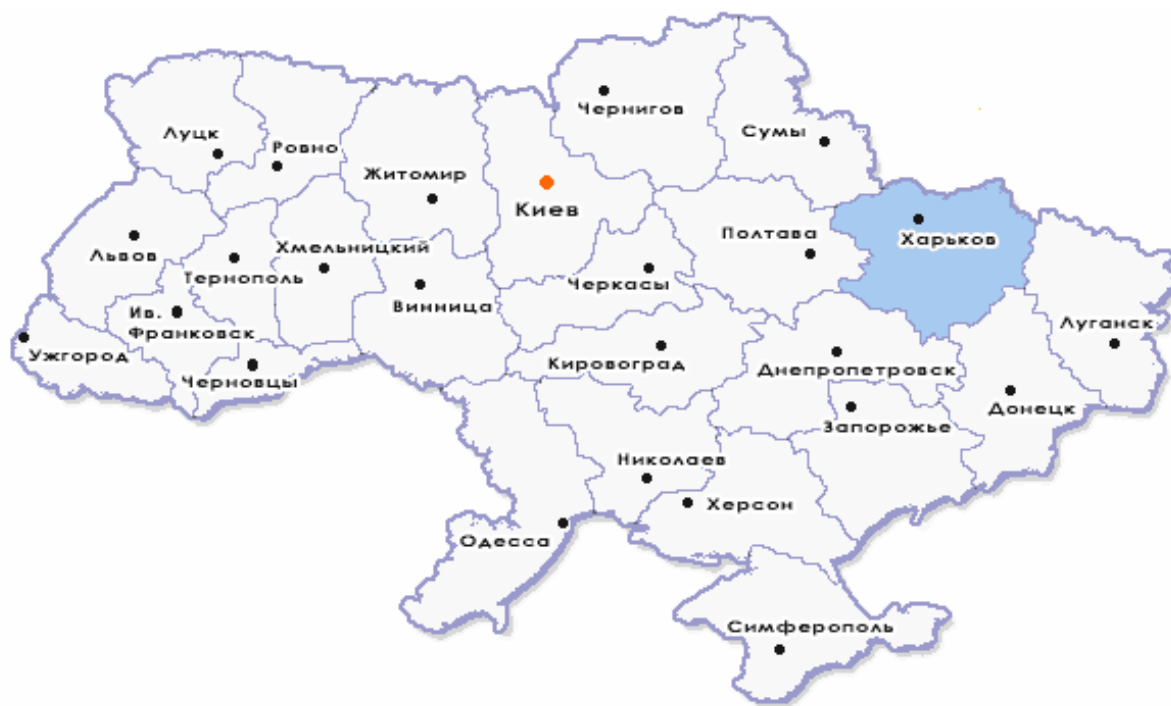 Чернигов
Сумы
Луцк
Ровно
Житомир
Киев
Полтава
Харьков
Львов
Тернополь
Хмельницкий
Винница
Черкасы
Ив.
Франковск
Ужгород
Черновцы
Кировоград
Днепропетровск
Луганск
Запорожье
Донецк
Николаев
Херсон
Одесса
Симферополь